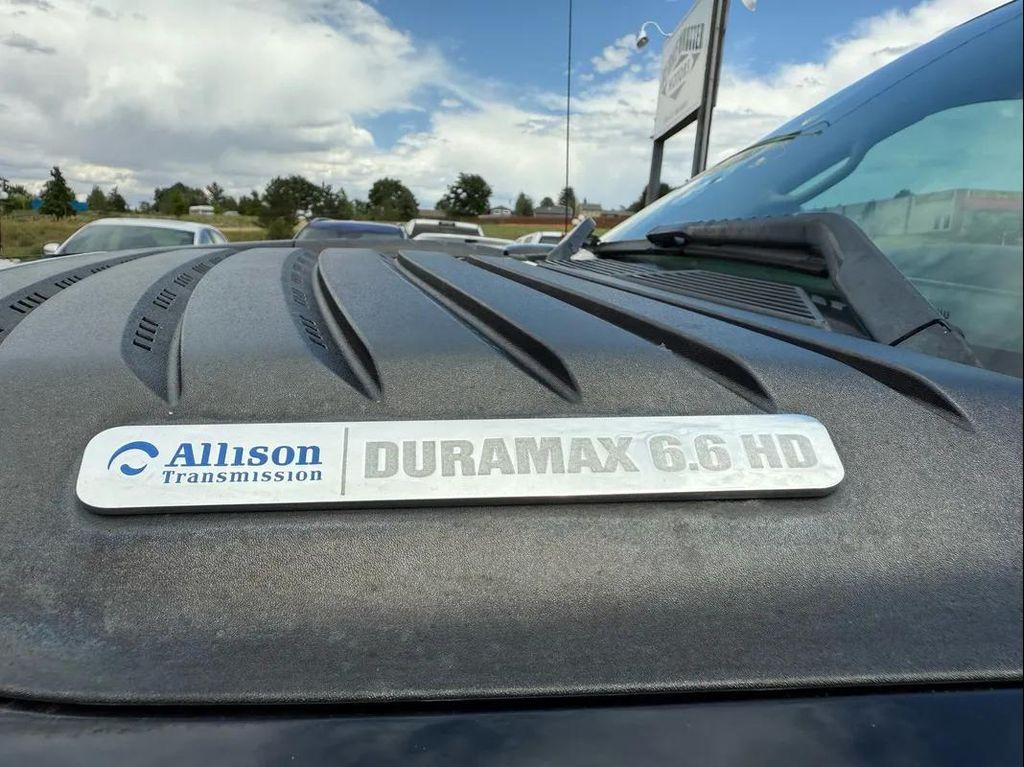 Allison
Transmission
DURAMAX 6.6 HD